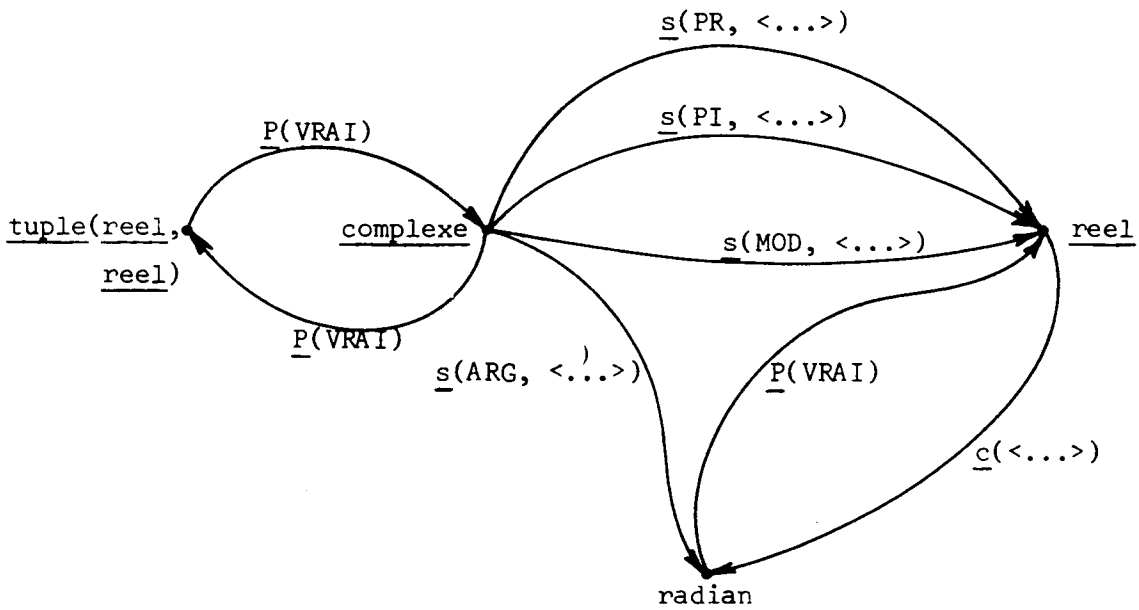 s(PR, <...>)
s(PI, <...>)
P(VRAI)
tuple(reel,
reel)
complexe
s(MOD, <...>)
reel
P(VRAI)
s(ARG, <...>)
P(VRAI)
c(<...>)
radian